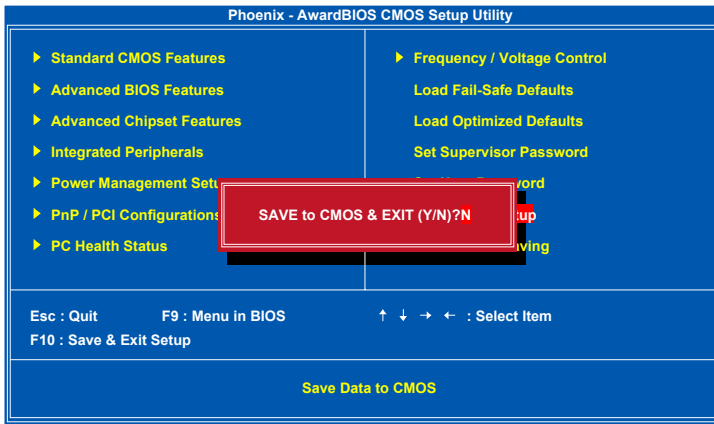 Phoenix - AwardBIOS CMOS Setup Utility
Standard CMOS Features
Advanced BIOS Features
Advanced Chipset Features
Integrated Peripherals
Power Management
PnP / PCI Configurations
PC Health Status
Frequency / Voltage Control
Load Fail-Safe Defaults
Load Optimized Defaults
Set Supervisor Password
SAVE to CMOS & EXIT (Y/N)?N
Esc : Quit F9 : Menu in BIOS ↑ ↓ → ← : Select Item
F10 : Save & Exit Setup
Save Data to CMOS